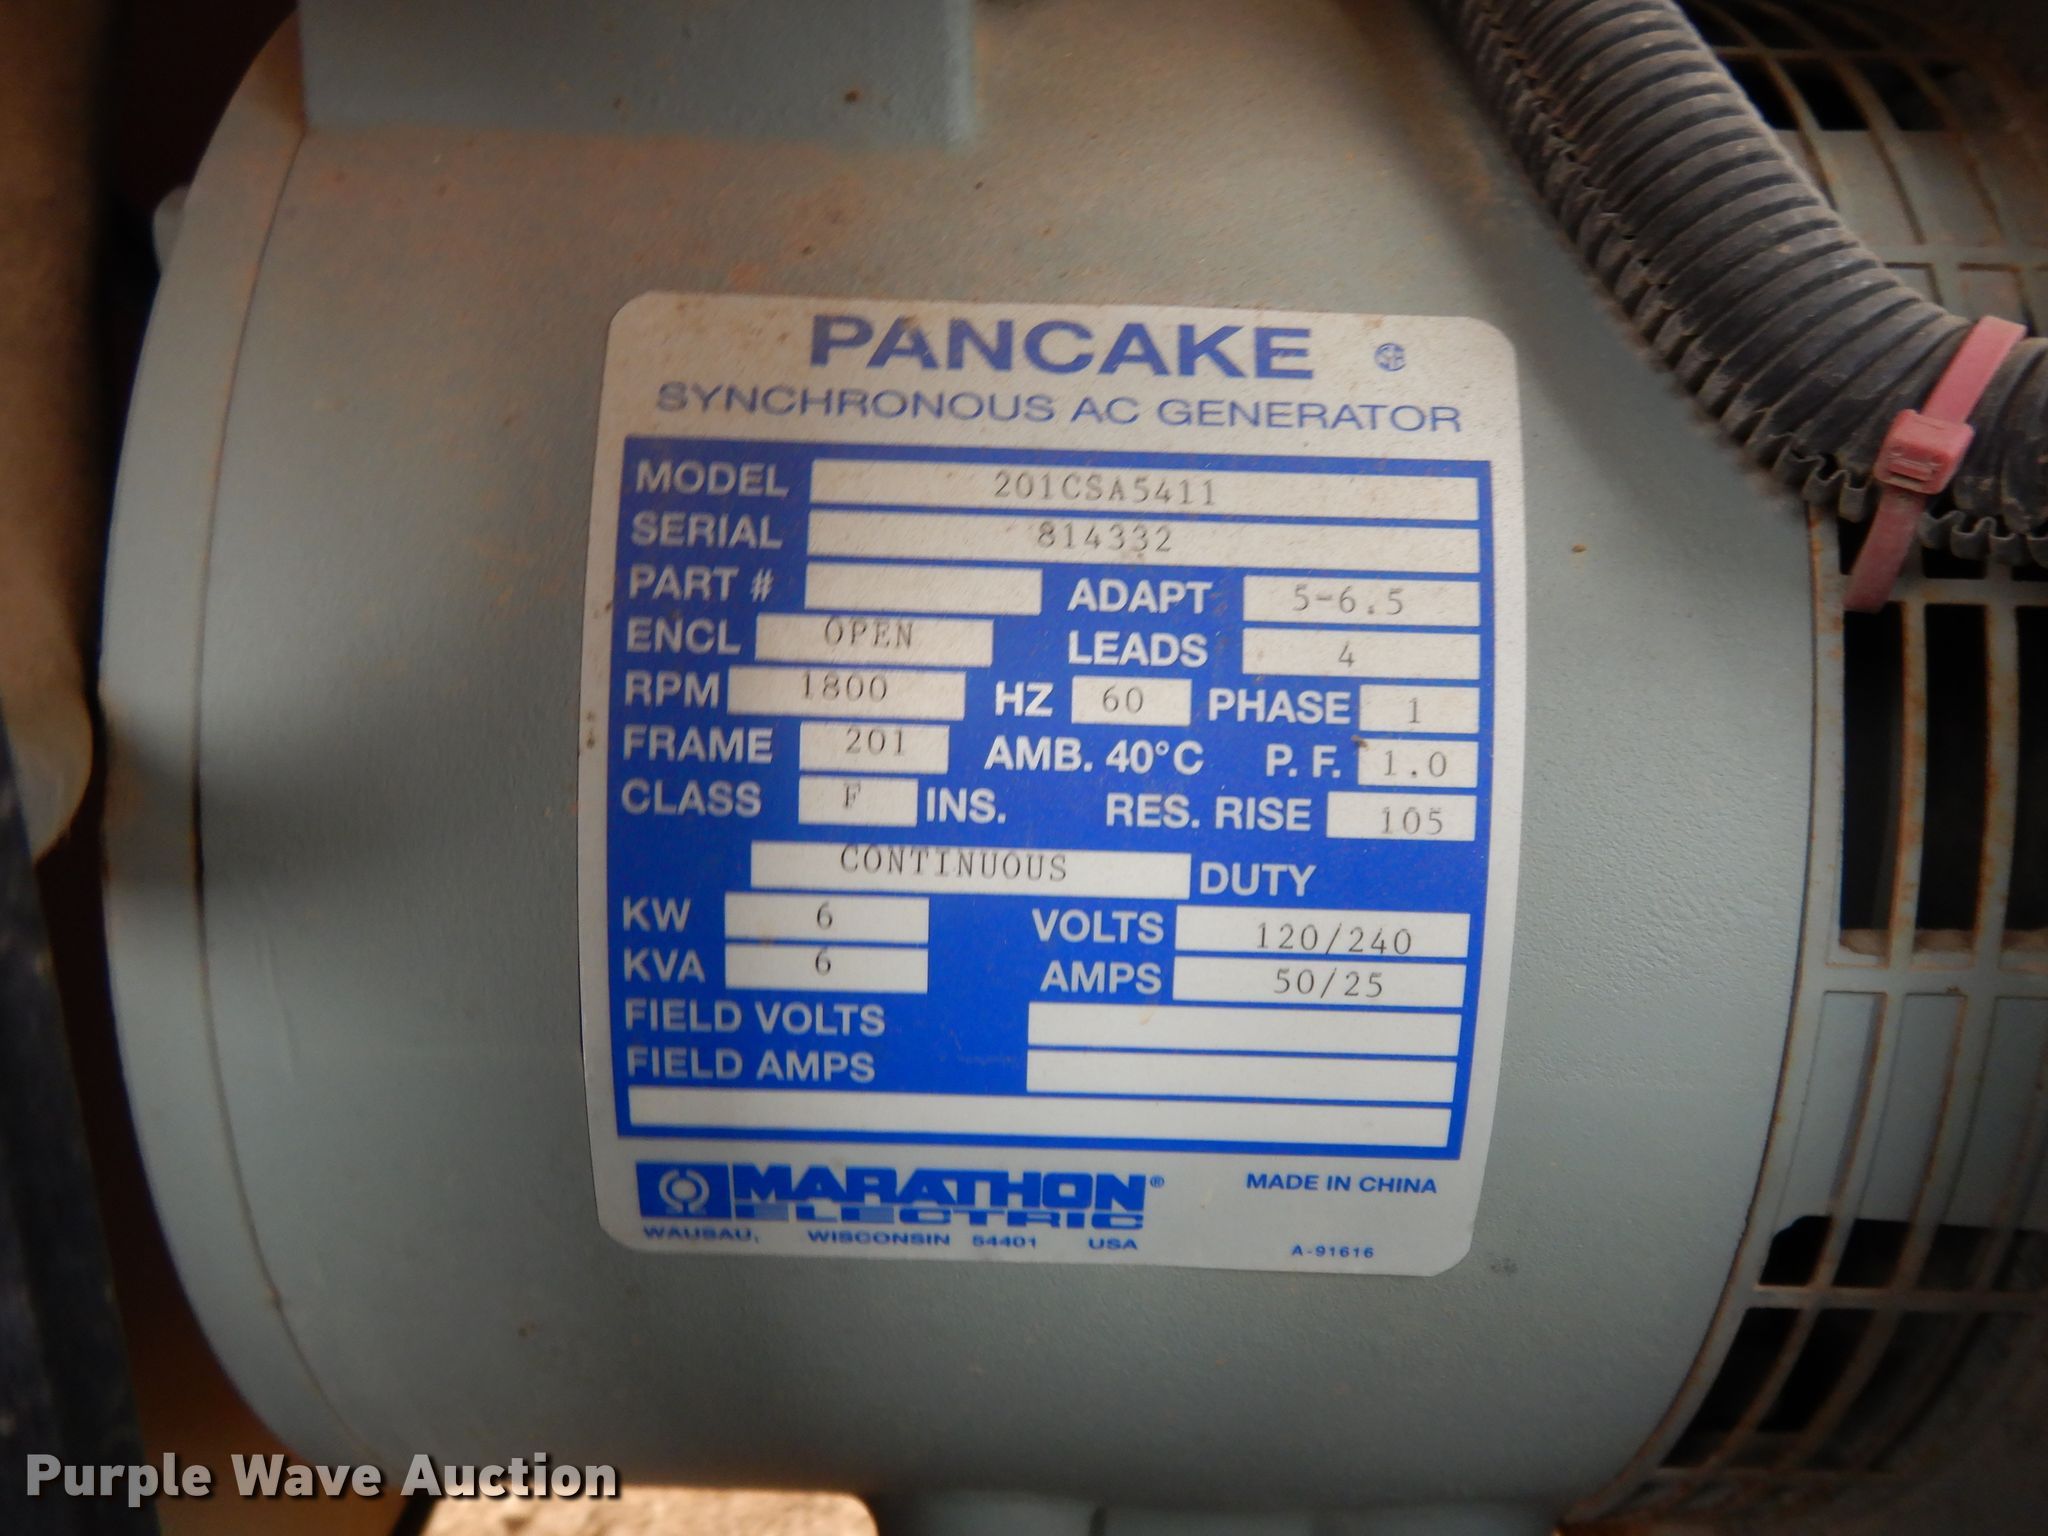 PANCAKE
SYNCHRONOUS AC GENERATOR
MODEL 201CSA5411
SERIAL 814332
PART # ADAPT 5-6.5
ENCL OPEN LEADS 4
RPM 1800 HZ 60 PHASE 1
FRAME 201 AMB. 40°C P. F. 1.0
CLASS F INS. RES. RISE 105
CONTINUOUS DUTY
KW 6 VOLTS 120/240
KVA 6 AMPS 50/25
FIELD VOLTS
FIELD AMPS
MARATHON® MADE IN CHINA
ELECTRIC
WAUSAU, WISCONSIN 54401 USA A-91616
Purple Wave Auction